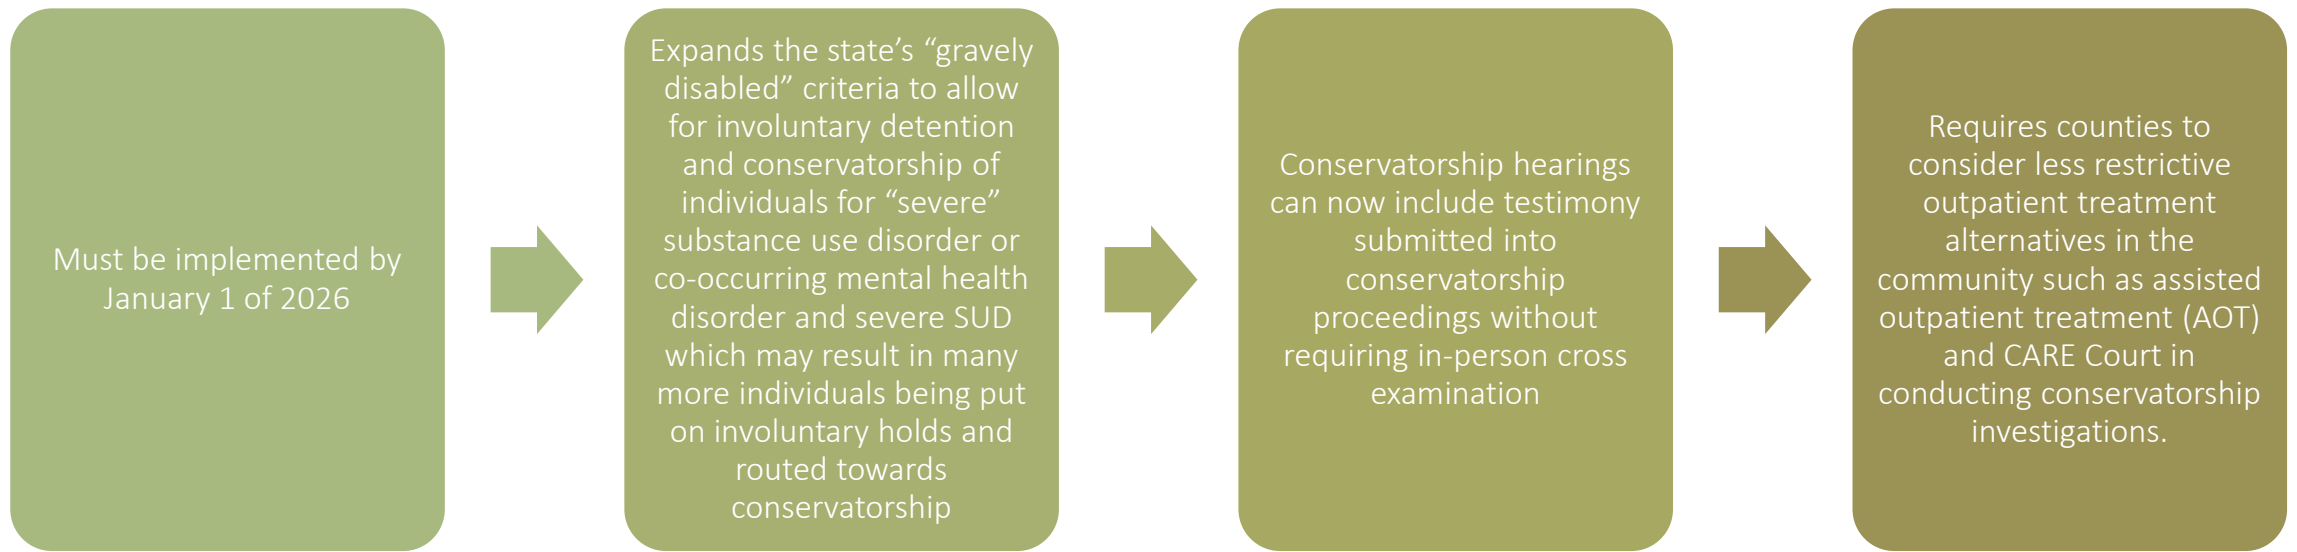 Must be implemented by
January 1 of 2026
Expands the state’s “gravely
disabled” criteria to allow
for involuntary detention
and conservatorship of
individuals for “severe”
substance use disorder or
co-occurring mental health
disorder and severe SUD
which may result in many
more individuals being put
on involuntary holds and
routed towards
conservatorship
Conservatorship hearings
can now include testimony
submitted into
conservatorship
proceedings without
requiring in-person cross
examination
Requires counties to
consider less restrictive
outpatient treatment
alternatives in the
community such as assisted
outpatient treatment (AOT)
and CARE Court in
conducting conservatorship
investigations.